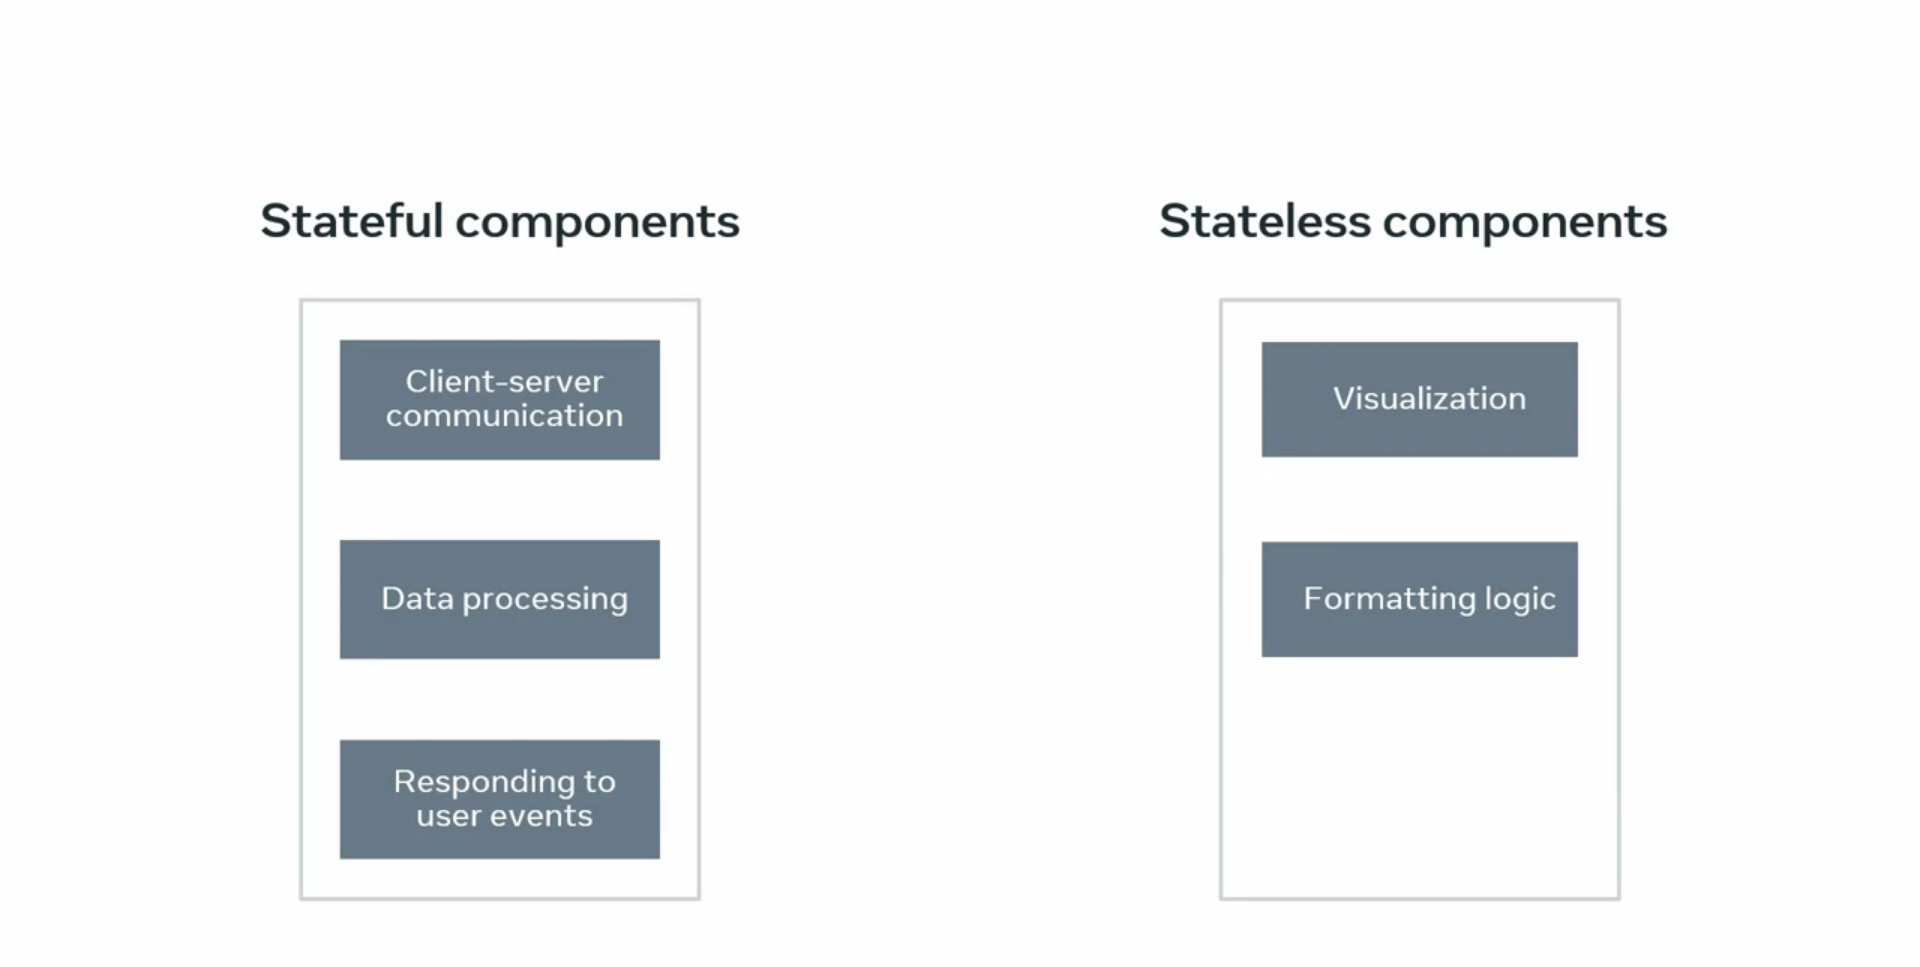 Stateful components
Client-server
communication
Data processing
Responding to
user events
Stateless components
Visualization
Formatting logic